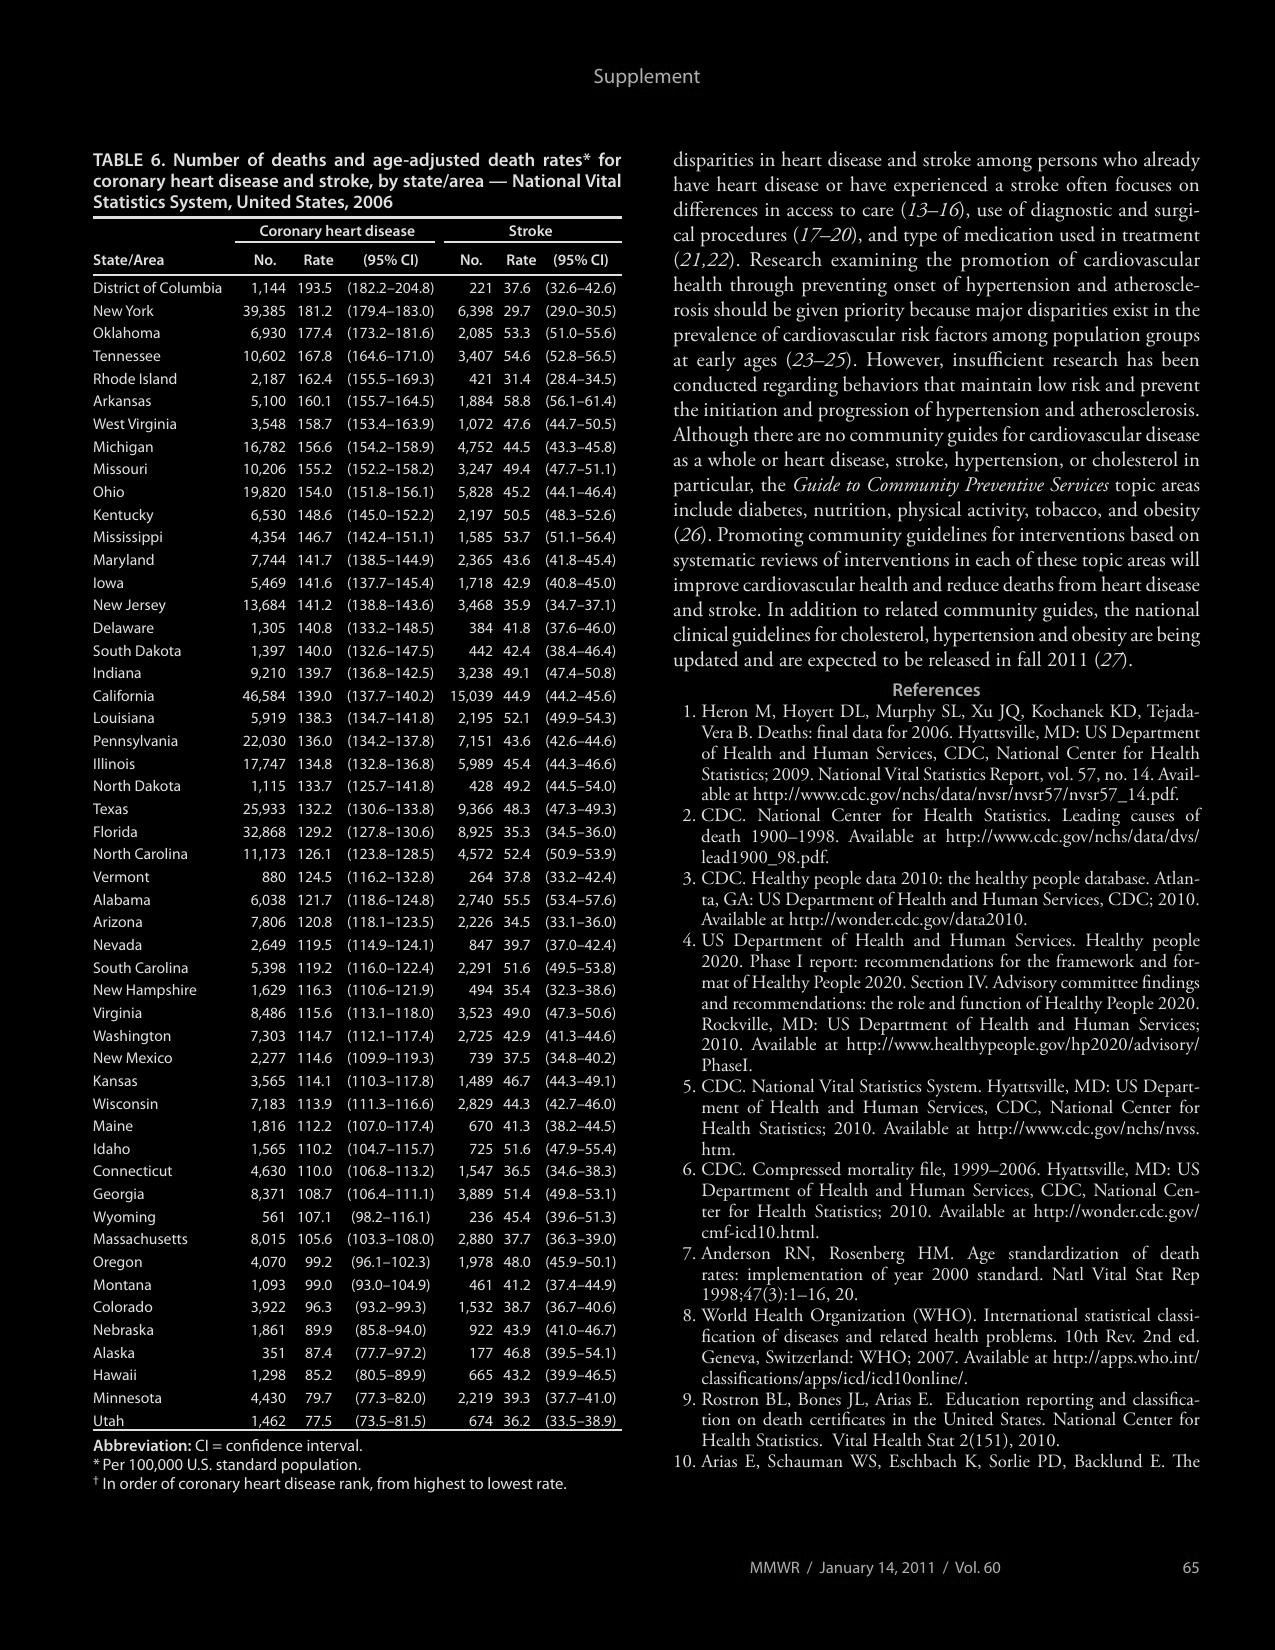 Supplement
TABLE 6. Number of deaths and age-adjusted death rates* for
coronary heart disease and stroke, by state/area — National Vital
Statistics System, United States, 2006
Coronary heart disease Stroke
State/Area No. Rate (95% CI) No. Rate (95% CI)
District of Columbia 1,144 193.5 (182.2–204.8) 221 37.6 (32.6–42.6)
New York 39,385 181.2 (179.4–183.0) 6,398 29.7 (29.0–30.5)
Oklahoma 6,930 177.4 (173.2–181.6) 2,085 53.3 (51.0–55.6)
Tennessee 10,602 167.8 (164.6–171.0) 3,407 54.6 (52.8–56.5)
Rhode Island 2,187 162.4 (155.5–169.3) 421 31.4 (28.4–34.5)
Arkansas 5,100 160.1 (155.7–164.5) 1,884 58.8 (56.1–61.4)
West Virginia 3,548 158.7 (153.4–163.9) 1,072 47.6 (44.7–50.5)
Michigan 16,782 156.6 (154.2–158.9) 4,752 44.5 (43.3–45.8)
Missouri 10,206 155.2 (152.2–158.2) 3,247 49.4 (47.7–51.1)
Ohio 19,820 154.0 (151.8–156.1) 5,828 45.2 (44.1–46.4)
Kentucky 6,530 148.6 (145.0–152.2) 2,197 50.5 (48.3–52.6)
Mississippi 4,354 146.7 (142.4–151.1) 1,585 53.7 (51.1–56.4)
Maryland 7,744 141.7 (138.5–144.9) 2,365 43.6 (41.8–45.4)
Iowa 5,469 141.6 (137.7–145.4) 1,718 42.9 (40.8–45.0)
New Jersey 13,684 141.2 (138.8–143.6) 3,468 35.9 (34.7–37.1)
Delaware 1,305 140.8 (133.2–148.5) 384 41.8 (37.6–46.0)
South Dakota 1,397 140.0 (132.6–147.5) 442 42.4 (38.4–46.4)
Indiana 9,210 139.7 (136.8–142.5) 3,238 49.1 (47.4–50.8)
California 46,584 139.0 (137.7–140.2) 15,039 44.9 (44.2–45.6)
Louisiana 5,919 138.3 (134.7–141.8) 2,195 52.1 (49.9–54.3)
Pennsylvania 22,030 136.0 (134.2–137.8) 7,151 43.6 (42.6–44.6)
Illinois 17,747 134.8 (132.8–136.8) 5,989 45.4 (44.3–46.6)
North Dakota 1,115 133.7 (125.7–141.8) 428 49.2 (44.5–54.0)
Texas 25,933 132.2 (130.6–133.8) 9,366 48.3 (47.3–49.3)
Florida 32,868 129.2 (127.8–130.6) 8,925 35.3 (34.5–36.0)
North Carolina 11,173 126.1 (123.8–128.5) 4,572 52.4 (50.9–53.9)
Vermont 880 124.5 (116.2–132.8) 264 37.8 (33.2–42.4)
Alabama 6,038 121.7 (118.6–124.8) 2,740 55.5 (53.4–57.6)
Arizona 7,806 120.8 (118.1–123.5) 2,226 34.5 (33.1–36.0)
Nevada 2,649 119.5 (114.9–124.1) 847 39.7 (37.0–42.4)
South Carolina 5,398 119.2 (116.0–122.4) 2,291 51.6 (49.5–53.8)
New Hampshire 1,629 116.3 (110.6–121.9) 494 35.4 (32.3–38.6)
Virginia 8,486 115.6 (113.1–118.0) 3,523 49.0 (47.3–50.6)
Washington 7,303 114.7 (112.1–117.4) 2,725 42.9 (41.3–44.6)
New Mexico 2,277 114.6 (109.9–119.3) 739 37.5 (34.8–40.2)
Kansas 3,565 114.1 (110.3–117.8) 1,489 46.7 (44.3–49.1)
Wisconsin 7,183 113.9 (111.3–116.6) 2,829 44.3 (42.7–46.0)
Maine 1,816 112.2 (107.0–117.4) 670 41.3 (38.2–44.5)
Idaho 1,565 110.2 (104.7–115.7) 725 51.6 (47.9–55.4)
Connecticut 4,630 110.0 (106.8–113.2) 1,547 36.5 (34.6–38.3)
Georgia 8,371 108.7 (106.4–111.1) 3,889 51.4 (49.8–53.1)
Wyoming 561 107.1 (98.2–116.1) 236 45.4 (39.6–51.3)
Massachusetts 8,015 105.6 (103.3–108.0) 2,880 37.7 (36.3–39.0)
Oregon 4,070 99.2 (96.1–102.3) 1,978 48.0 (45.9–50.1)
Montana 1,093 99.0 (93.0–104.9) 461 41.2 (37.4–44.9)
Colorado 3,922 96.3 (93.2–99.3) 1,532 38.7 (36.7–40.6)
Nebraska 1,861 89.9 (85.8–94.0) 922 43.9 (41.0–46.7)
Alaska 351 87.4 (77.7–97.2) 177 46.8 (39.5–54.1)
Hawaii 1,298 85.2 (80.5–89.9) 665 43.2 (39.9–46.5)
Minnesota 4,430 79.7 (77.3–82.0) 2,219 39.3 (37.7–41.0)
Utah 1,462 77.5 (73.5–81.5) 674 36.2 (33.5–38.9)
Abbreviation: CI = confidence interval.
* Per 100,000 U.S. standard population.
† In order of coronary heart disease rank, from highest to lowest rate.
disparities in heart disease and stroke among persons who already
have heart disease or have experienced a stroke often focuses on
differences in access to care (13–16), use of diagnostic and surgi-
cal procedures (17–20), and type of medication used in treatment
(21,22). Research examining the promotion of cardiovascular
health through preventing onset of hypertension and atheroscle-
rosis should be given priority because major disparities exist in the
prevalence of cardiovascular risk factors among population groups
at early ages (23–25). However, insufficient research has been
conducted regarding behaviors that maintain low risk and prevent
the initiation and progression of hypertension and atherosclerosis.
Although there are no community guides for cardiovascular disease
as a whole or heart disease, stroke, hypertension, or cholesterol in
particular, the Guide to Community Preventive Services topic areas
include diabetes, nutrition, physical activity, tobacco, and obesity
(26). Promoting community guidelines for interventions based on
systematic reviews of interventions in each of these topic areas will
improve cardiovascular health and reduce deaths from heart disease
and stroke. In addition to related community guides, the national
clinical guidelines for cholesterol, hypertension and obesity are being
updated and are expected to be released in fall 2011 (27).
References
1. Heron M, Hoyert DL, Murphy SL, Xu JQ, Kochanek KD, Tejada-
Vera B. Deaths: final data for 2006. Hyattsville, MD: US Department
of Health and Human Services, CDC, National Center for Health
Statistics; 2009. National Vital Statistics Report, vol. 57, no. 14. Avail-
able at http://www.cdc.gov/nchs/data/nvsr/nvsr57/nvsr57_14.pdf.
2. CDC. National Center for Health Statistics. Leading causes of
death 1900–1998. Available at http://www.cdc.gov/nchs/data/dvs/
lead1900_98.pdf.
3. CDC. Healthy people data 2010: the healthy people database. Atlan-
ta, GA: US Department of Health and Human Services, CDC; 2010.
Available at http://wonder.cdc.gov/data2010.
4. US Department of Health and Human Services. Healthy people
2020. Phase I report: recommendations for the framework and for-
mat of Healthy People 2020. Section IV. Advisory committee findings
and recommendations: the role and function of Healthy People 2020.
Rockville, MD: US Department of Health and Human Services;
2010. Available at http://www.healthypeople.gov/hp2020/advisory/
PhaseI.
5. CDC. National Vital Statistics System. Hyattsville, MD: US Depart-
ment of Health and Human Services, CDC, National Center for
Health Statistics; 2010. Available at http://www.cdc.gov/nchs/nvss.
htm.
6. CDC. Compressed mortality file, 1999–2006. Hyattsville, MD: US
Department of Health and Human Services, CDC, National Cen-
ter for Health Statistics; 2010. Available at http://wonder.cdc.gov/
cmf-icd10.html.
7. Anderson RN, Rosenberg HM. Age standardization of death
rates: implementation of year 2000 standard. Natl Vital Stat Rep
1998;47(3):1–16, 20.
8. World Health Organization (WHO). International statistical classi-
fication of diseases and related health problems. 10th Rev. 2nd ed.
Geneva, Switzerland: WHO; 2007. Available at http://apps.who.int/
classifications/apps/icd/icd10online/.
9. Rostron BL, Bones JL, Arias E. Education reporting and classifica-
tion on death certificates in the United States. National Center for
Health Statistics. Vital Health Stat 2(151), 2010.
10. Arias E, Schauman WS, Eschbach K, Sorlie PD, Backlund E. The
MMWR / January 14, 2011 / Vol. 60 65